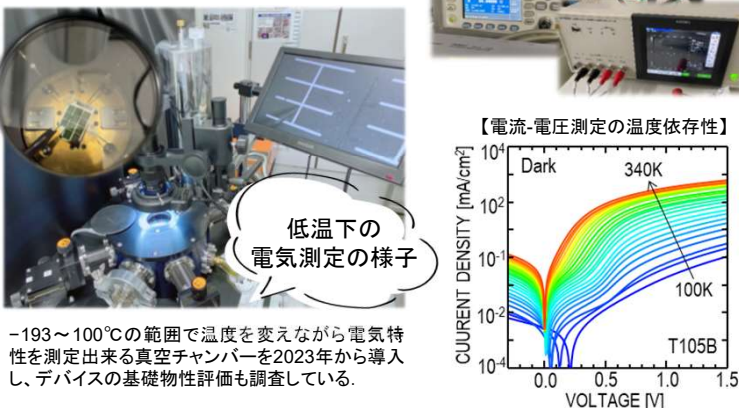 低温下の
電気測定の様子
−193～100℃の範囲で温度を変えながら電気特
性を測定出来る真空チャンバーを2023年から導入
し、デバイスの基礎物性評価も調査している.
【電流-電圧測定の温度依存性】
CUURENT DENSITY [mA/cm²]
10⁴
10²
10⁻¹
10⁻²
10⁻⁴
Dark
340K
100K
T105B
0.0 0.5 1.0 1.5
VOLTAGE [V]